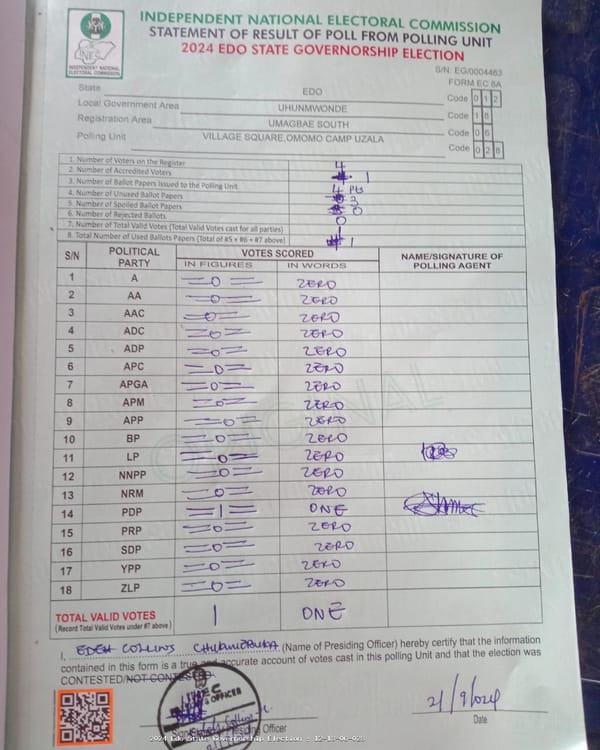 INDEPENDENT NATIONAL ELECTORAL COMMISSION
STATEMENT OF RESULT OF POLL FROM POLLING UNIT
2024 EDO STATE GOVERNORSHIP ELECTION
INDEPENDENT NATIONAL ELECTORAL COMMISSION
S/N: EG/0004463
FORM EC 8A
State EDO Code 0 1 2
Local Government Area UHUNMWONDE Code 1 8
Registration Area UMAGBAE SOUTH Code 0 6
Polling Unit VILLAGE SQUARE,OMOMO CAMP UZALA Code 0 2 8
1. Number of Voters on the Register 4
2. Number of Accredited Voters 1
3. Number of Ballot Papers Issued to the Polling Unit 4
4. Number of Unused Ballot Papers 3
5. Number of Spoiled Ballot Papers 0
6. Number of Rejected Ballots 0
7. Number of Total Valid Votes (Total Valid Votes cast for all parties)
8. Total Number of Used Ballots Papers (Total of #5 + #6 + #7 above) 1
S/N POLITICAL PARTY VOTES SCORED NAME/SIGNATURE OF POLLING AGENT
IN FIGURES IN WORDS
1 A =0= ZERO
2 AA =0= ZERO
3 AAC =0= ZERO
4 ADC =0= ZERO
5 ADP =0= ZERO
6 APC =0= ZERO
7 APGA =0= ZERO
8 APM =0= ZERO
9 APP =0= ZERO
10 BP =0= ZERO
11 LP =0= ZERO
12 NNPP =0= ZERO
13 NRM =0= ZERO
14 PDP =1= ONE
15 PRP =0= ZERO
16 SDP =0= ZERO
17 YPP =0= ZERO
18 ZLP =0= ZERO
TOTAL VALID VOTES 1 ONE
(Record Total Valid Votes under #7 above)
I, EDEH COLLINS (Name of Presiding Officer) hereby certify that the information
contained in this form is a true and accurate account of votes cast in this polling Unit and that the election was
CONTESTED/NOT CONTESTED
21/9/024
Date
2024 Edo State Governorship Election - 12-18-06-028